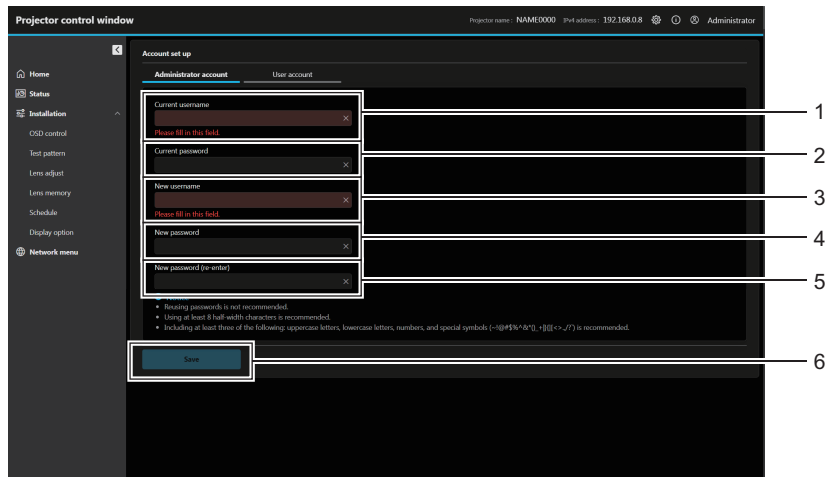 Projector control window
Projector name : NAME0000 IPv4 address : 192.168.0.8 Administrator
Account set up
Administrator account User account
Home
Status
Installation
OSD control
Test pattern
Lens adjust
Lens memory
Schedule
Display option
Network menu
Current username
Please fill in this field.
Current password
New username
Please fill in this field.
New password
New password (re-enter)
• Reusing passwords is not recommended.
• Using at least 8 half-width characters is recommended.
• Including at least three of the following: uppercase letters, lowercase letters, numbers, and special symbols
is recommended.
Save
1
2
3
4
5
6